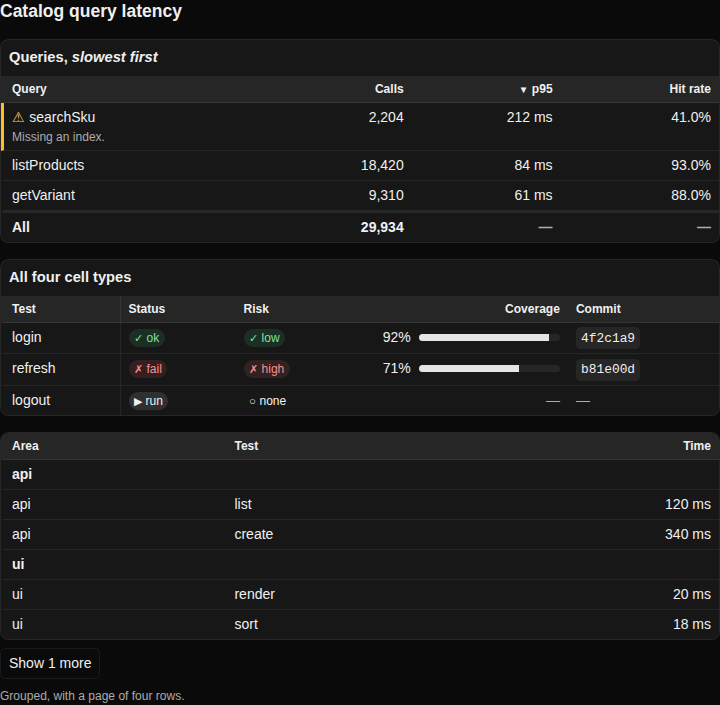 Catalog query latency
Queries, slowest first
Query Calls ▼ p95 Hit rate
⚠ searchSku 2,204 212 ms 41.0%
Missing an index.
listProducts 18,420 84 ms 93.0%
getVariant 9,310 61 ms 88.0%
All 29,934 — —
All four cell types
Test Status Risk Coverage Commit
login ✓ ok ✓ low 92% 4f2c1a9
refresh ✗ fail ✗ high 71% b81e00d
logout ▶ run ○ none — —
Area Test Time
api
api list 120 ms
api create 340 ms
ui
ui render 20 ms
ui sort 18 ms
Show 1 more
Grouped, with a page of four rows.